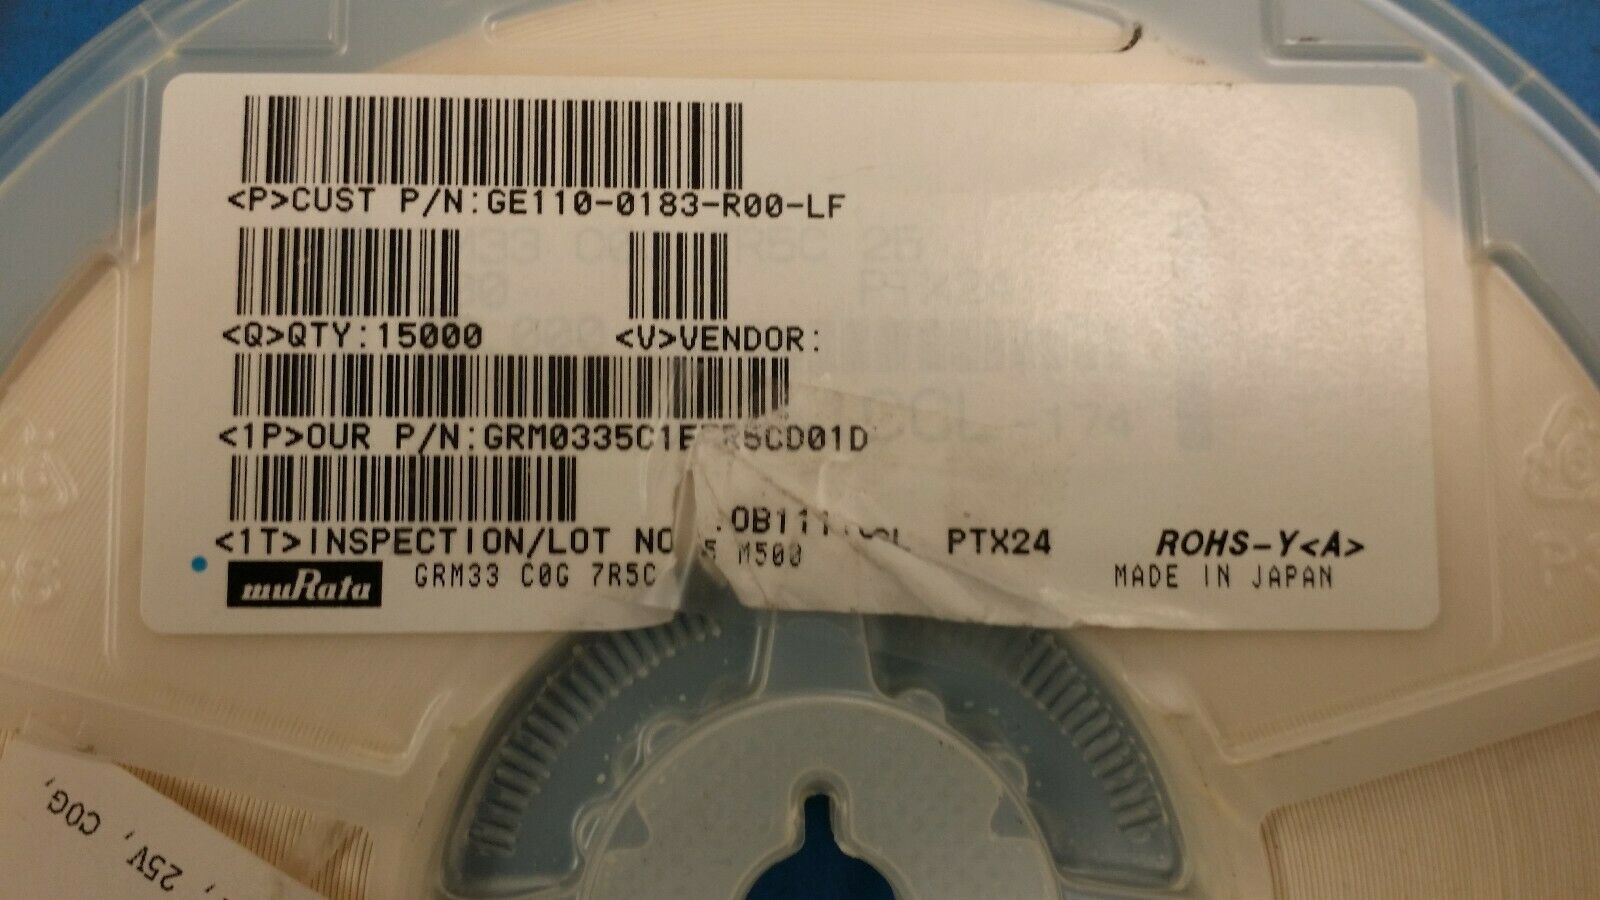 <P>CUST P/N:GE110-0183-R00-LF
<Q>QTY:15000 <V>VENDOR:
<1P>OUR P/N:GRM0335C1E R5CD01D
<1T>INSPECTION/LOT NO PTX24 ROHS-Y<A>
muRata GRM33 C0G 7R5C M500 MADE IN JAPAN
25V, C0G,